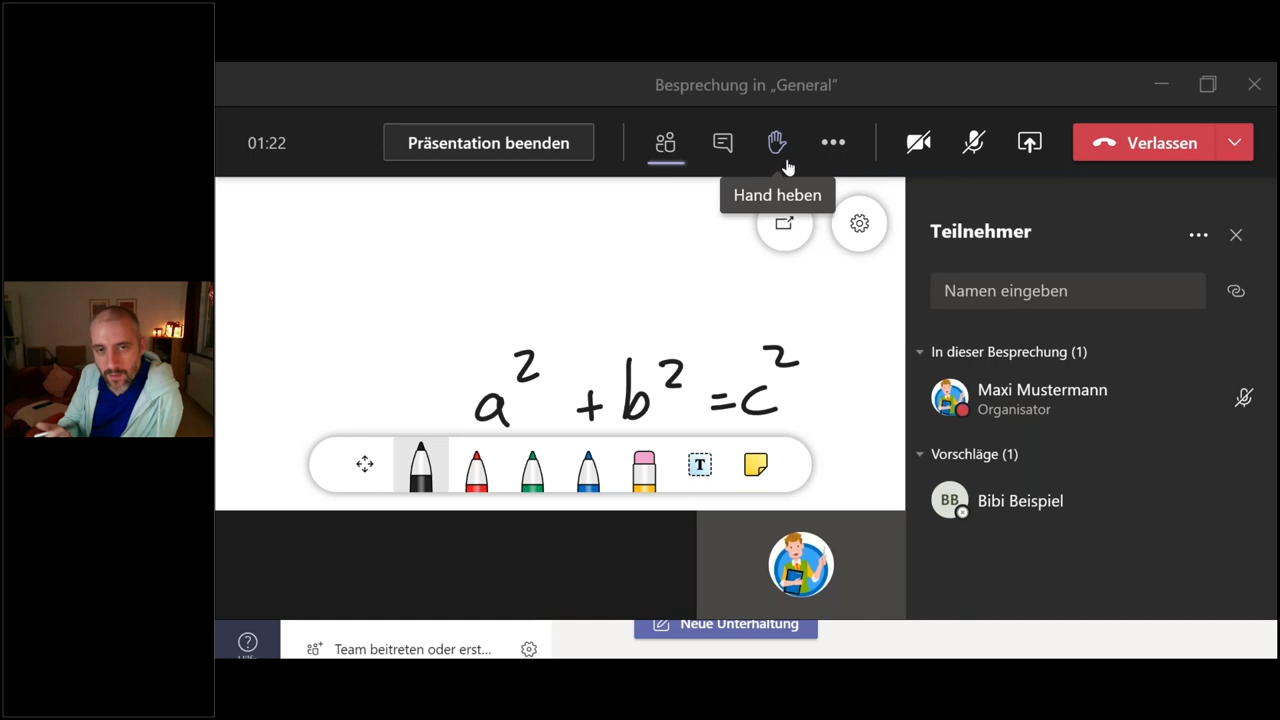 Besprechung in „General“
01:22
Präsentation beenden
Verlassen
Hand heben
Teilnehmer
Namen eingeben
In dieser Besprechung (1)
Maxi Mustermann
Organisator
Vorschläge (1)
BB
Bibi Beispiel
a² + b² = c²
T
Neue Unterhaltung
Team beitreten oder erst...